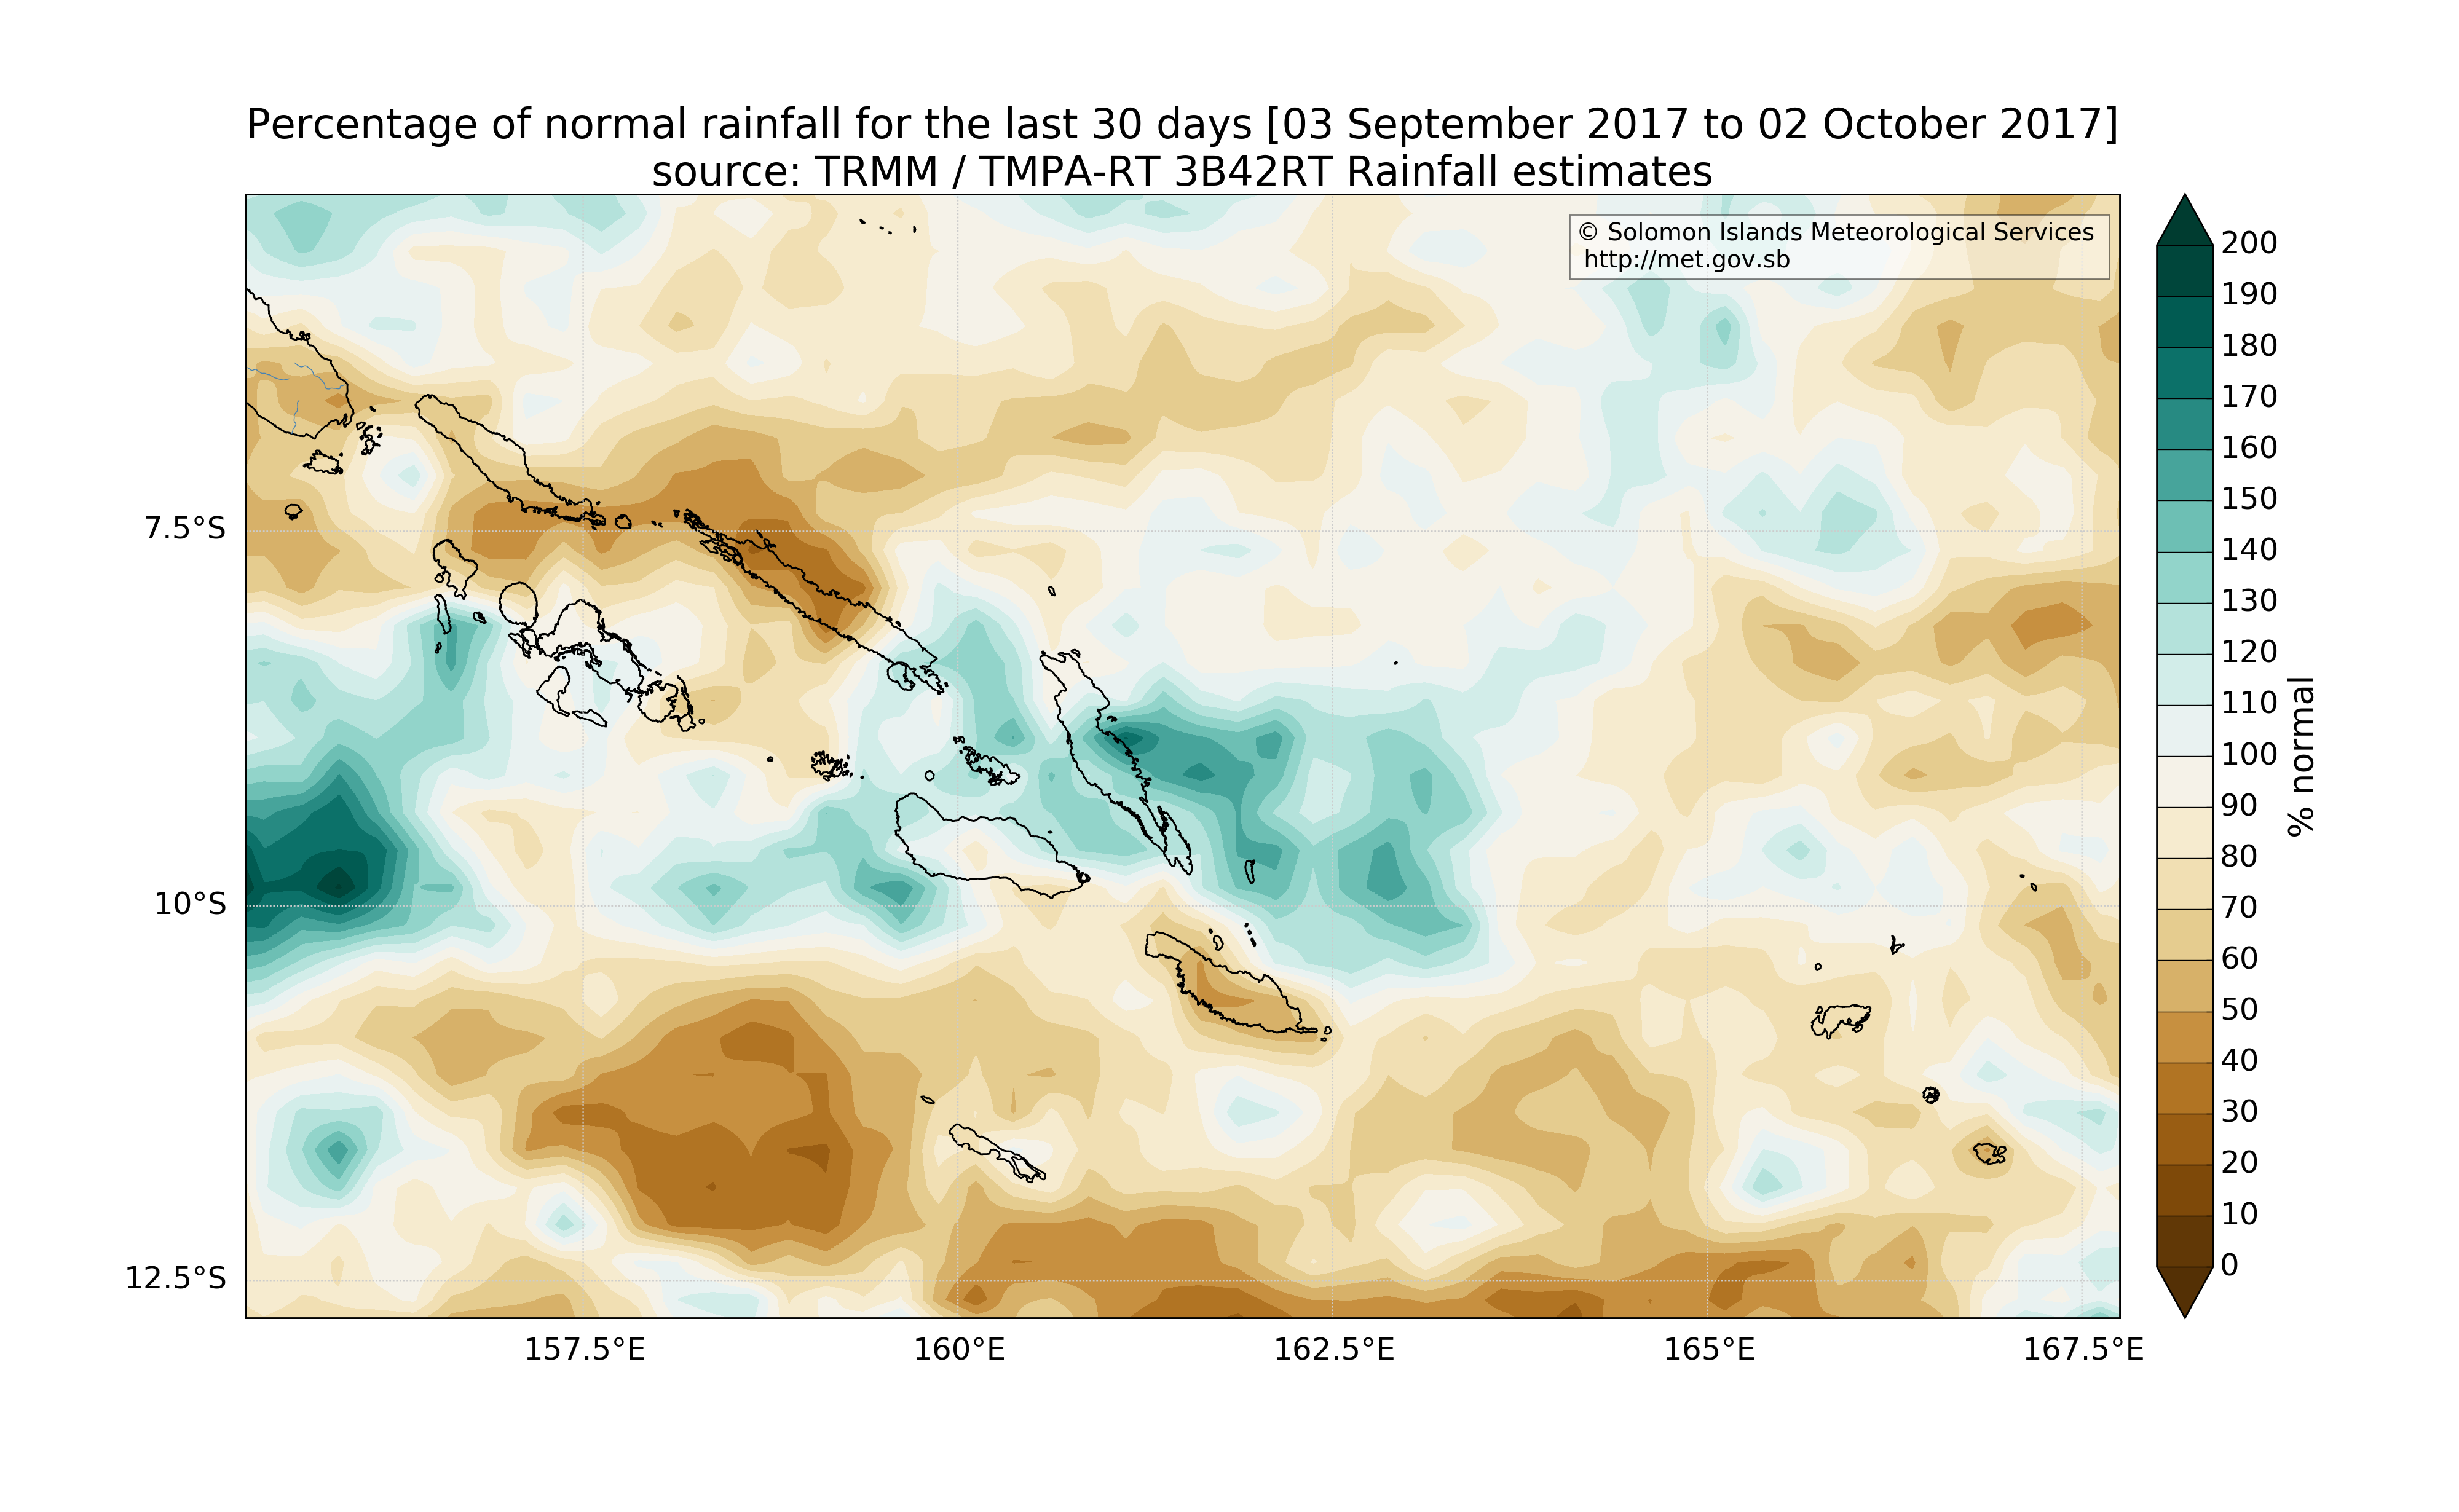 Percentage of normal rainfall for the last 30 days [03 September 2017 to 02 October 2017]
source: TRMM / TMPA-RT 3B42RT Rainfall estimates
© Solomon Islands Meteorological Services
http://met.gov.sb
7.5°S
10°S
12.5°S
157.5°E
160°E
162.5°E
165°E
167.5°E
200
190
180
170
160
150
140
130
120
110
100
90
80
70
60
50
40
30
20
10
0
% normal